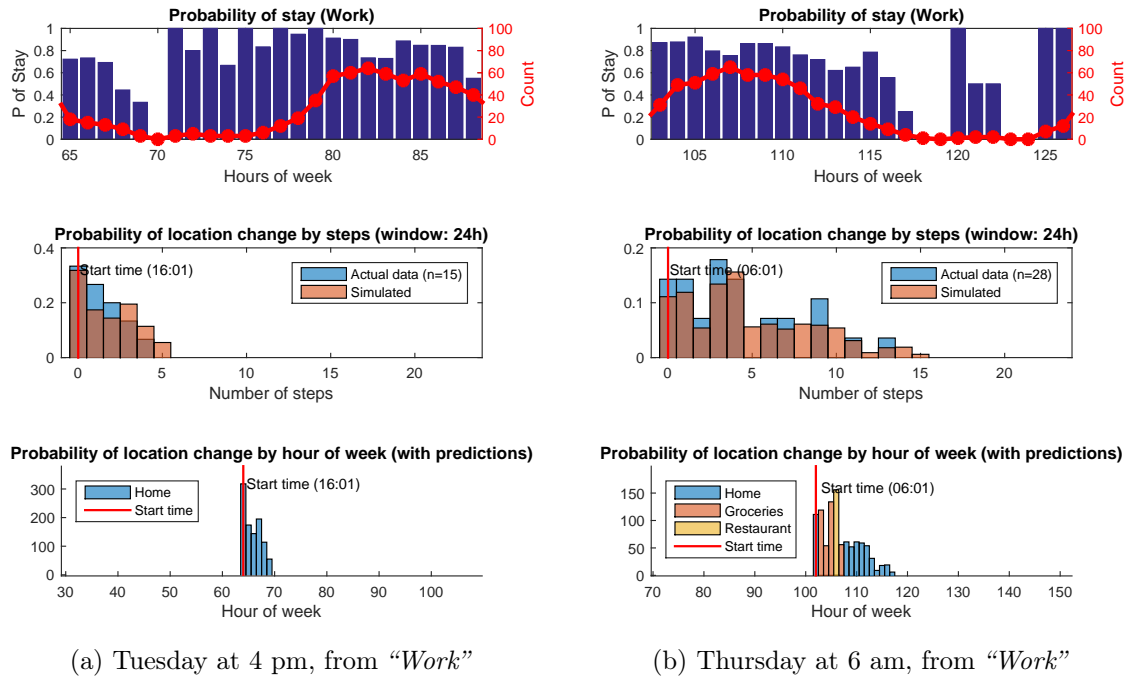 Probability of stay (Work)
1
0.8
0.6
0.4
0.2
0
P of Stay
100
80
60
40
20
0
Count
65 70 75 80 85
Hours of week
Probability of location change by steps (window: 24h)
0.4
0.2
0
Start time (16:01)
Actual data (n=15)
Simulated
0 5 10 15 20
Number of steps
Probability of location change by hour of week (with predictions)
300
200
100
0
Home
Start time
Start time (16:01)
30 40 50 60 70 80 90 100
Hour of week
(a) Tuesday at 4 pm, from “Work”
Probability of stay (Work)
1
0.8
0.6
0.4
0.2
0
P of Stay
100
80
60
40
20
0
Count
105 110 115 120 125
Hours of week
Probability of location change by steps (window: 24h)
0.2
0.1
0
Start time (06:01)
Actual data (n=28)
Simulated
0 5 10 15 20
Number of steps
Probability of location change by hour of week (with predictions)
150
100
50
0
Home
Groceries
Restaurant
Start time
Start time (06:01)
70 80 90 100 110 120 130 140 150
Hour of week
(b) Thursday at 6 am, from “Work”